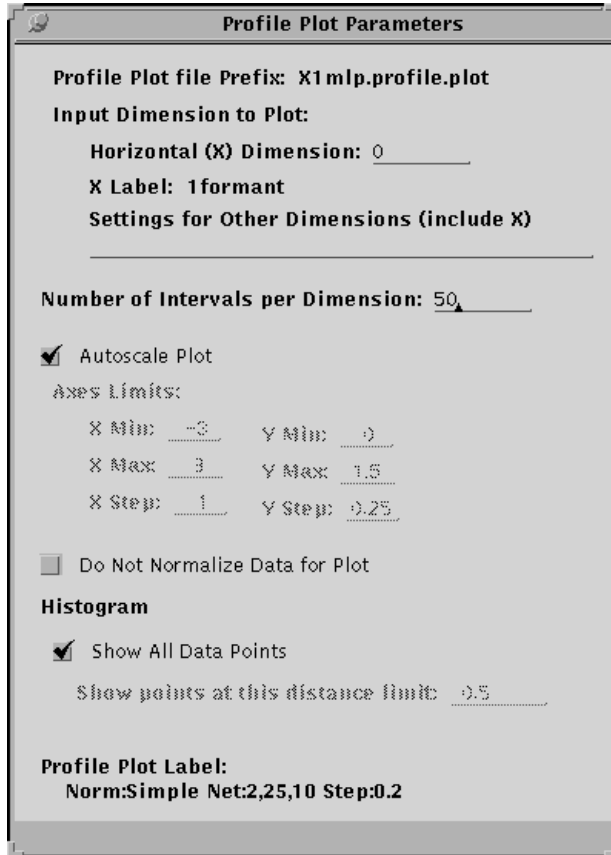 Profile Plot Parameters
Profile Plot file Prefix: X1mlp.profile.plot
Input Dimension to Plot:
Horizontal (X) Dimension: 0
X Label: 1formant
Settings for Other Dimensions (include X)
Number of Intervals per Dimension: 50
Autoscale Plot
Axes Limits:
X Min: -3 Y Min: 0
X Max: 3 Y Max: 1.5
X Step: 1 Y Step: 0.25
Do Not Normalize Data for Plot
Histogram
Show All Data Points
Show points at this distance limit: 0.5
Profile Plot Label:
Norm:Simple Net:2,25,10 Step:0.2